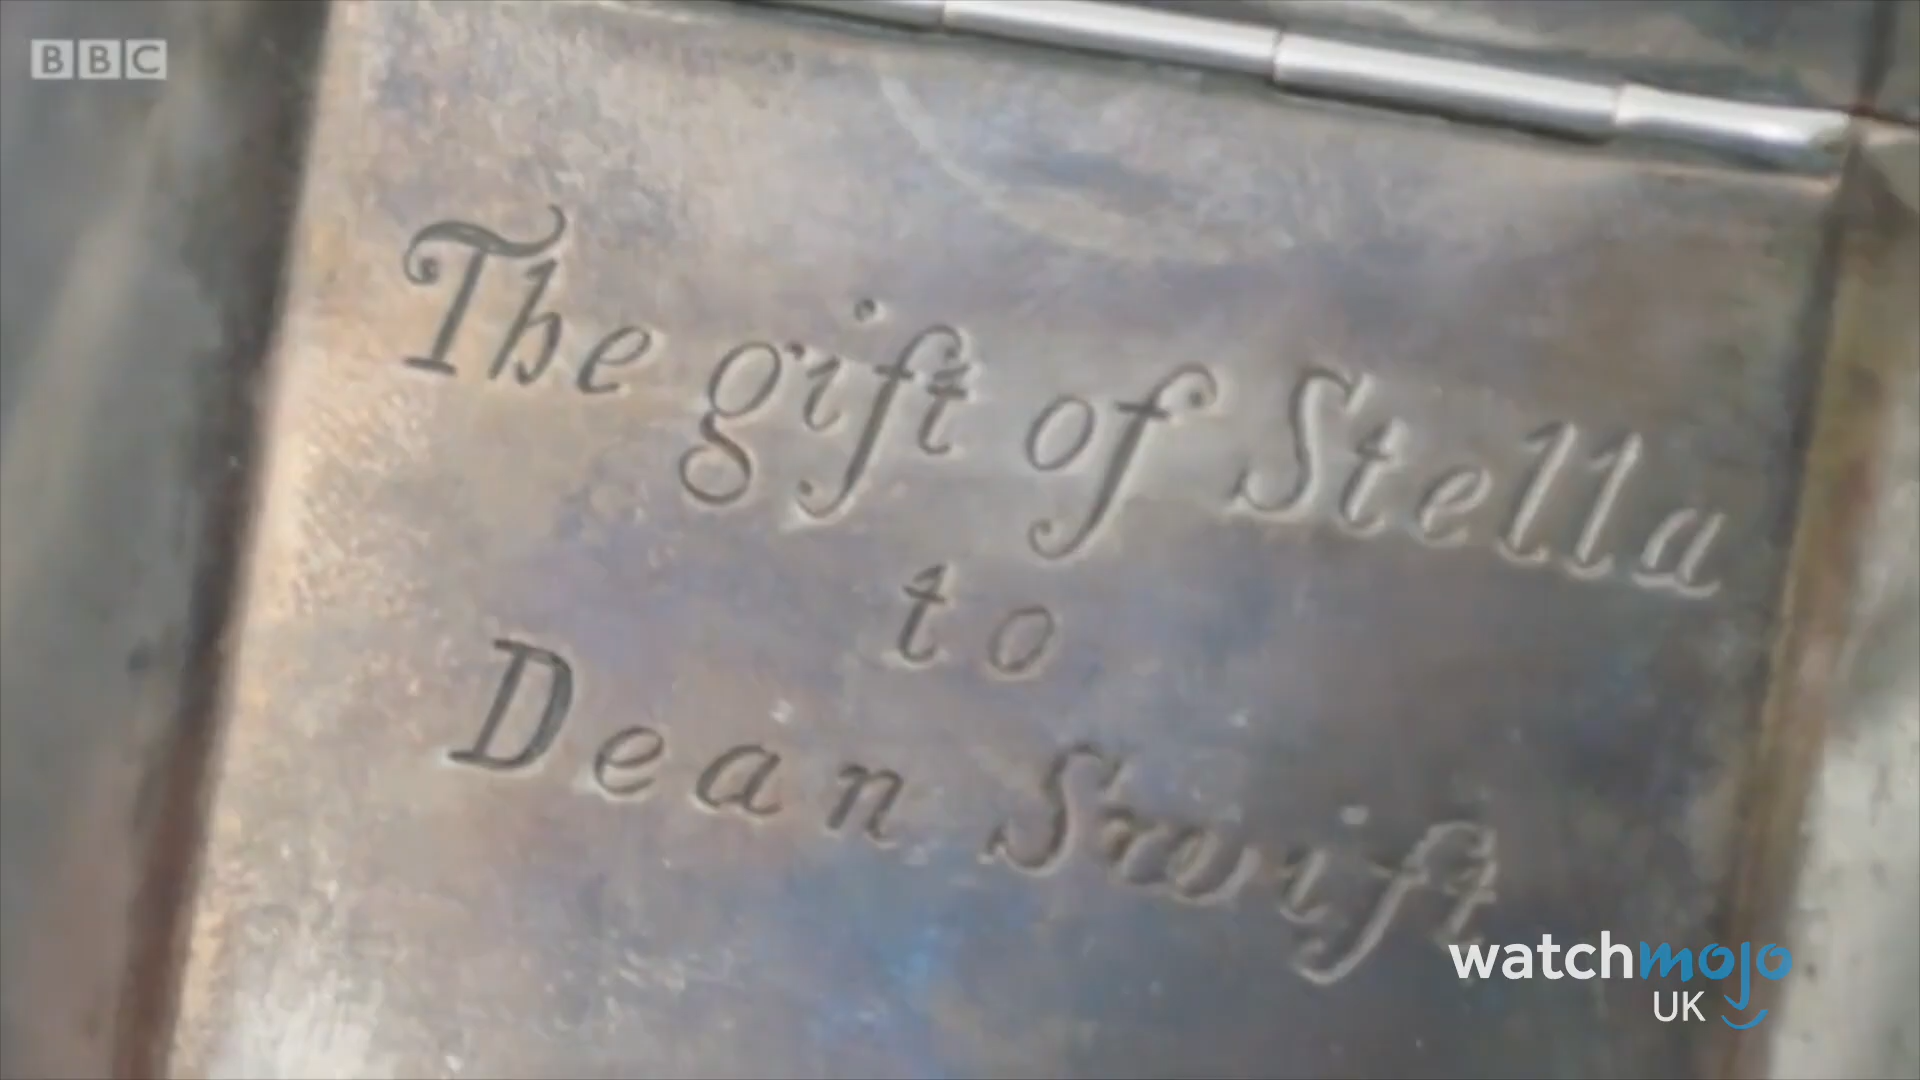 BBC
The gift of Stella
to
Dean Swift
watchmojo
UK